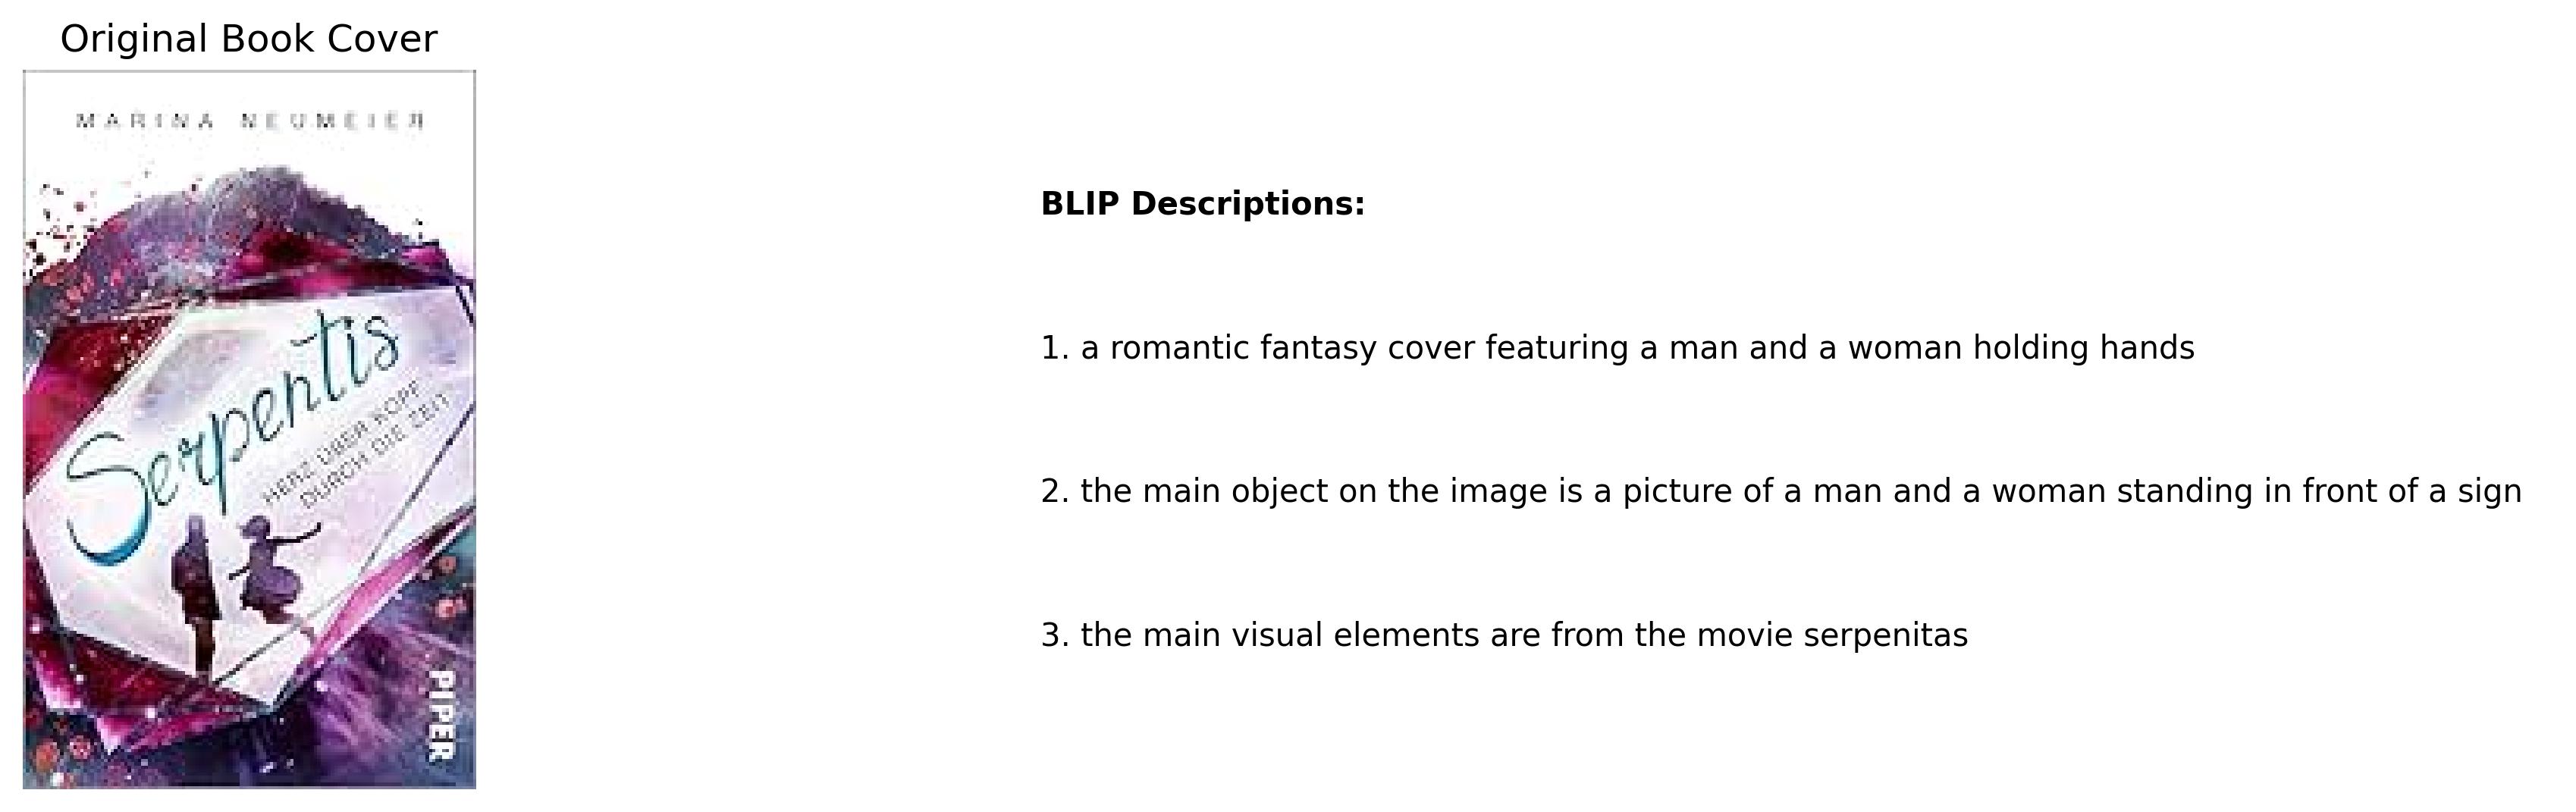 Original Book Cover
MARINA NEUMEIER
Serpentis
HERZ ÜBER KOPF
DURCH DIE ZEIT
PIPER
BLIP Descriptions:
1. a romantic fantasy cover featuring a man and a woman holding hands
2. the main object on the image is a picture of a man and a woman standing in front of a sign
3. the main visual elements are from the movie serpenitas